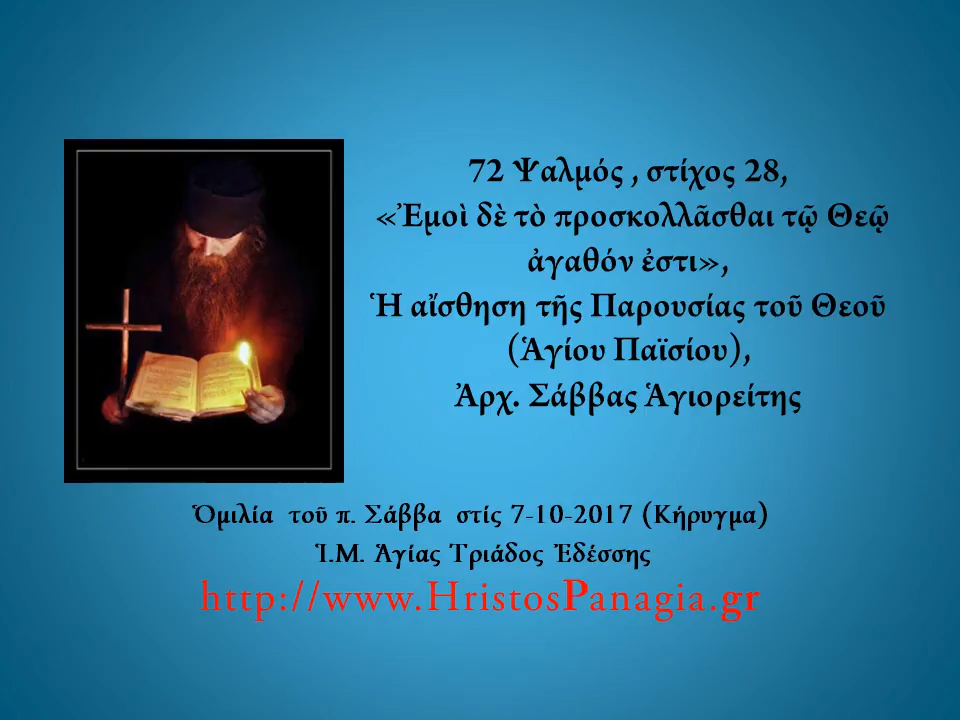 72 Ψαλμός , στίχος 28,
«Ἐμοὶ δὲ τὸ προσκολλᾶσθαι τῷ Θεῷ
ἀγαθόν ἐστι»,
Ἡ αἴσθηση τῆς Παρουσίας τοῦ Θεοῦ
(Ἁγίου Παϊσίου),
Ἀρχ. Σάββας Ἁγιορείτης
Ὁμιλία τοῦ π. Σάββα στίς 7-10-2017 (Κήρυγμα)
Ἱ.Μ. Ἁγίας Τριάδος Ἐδέσσης
http://www.HristosPanagia.gr